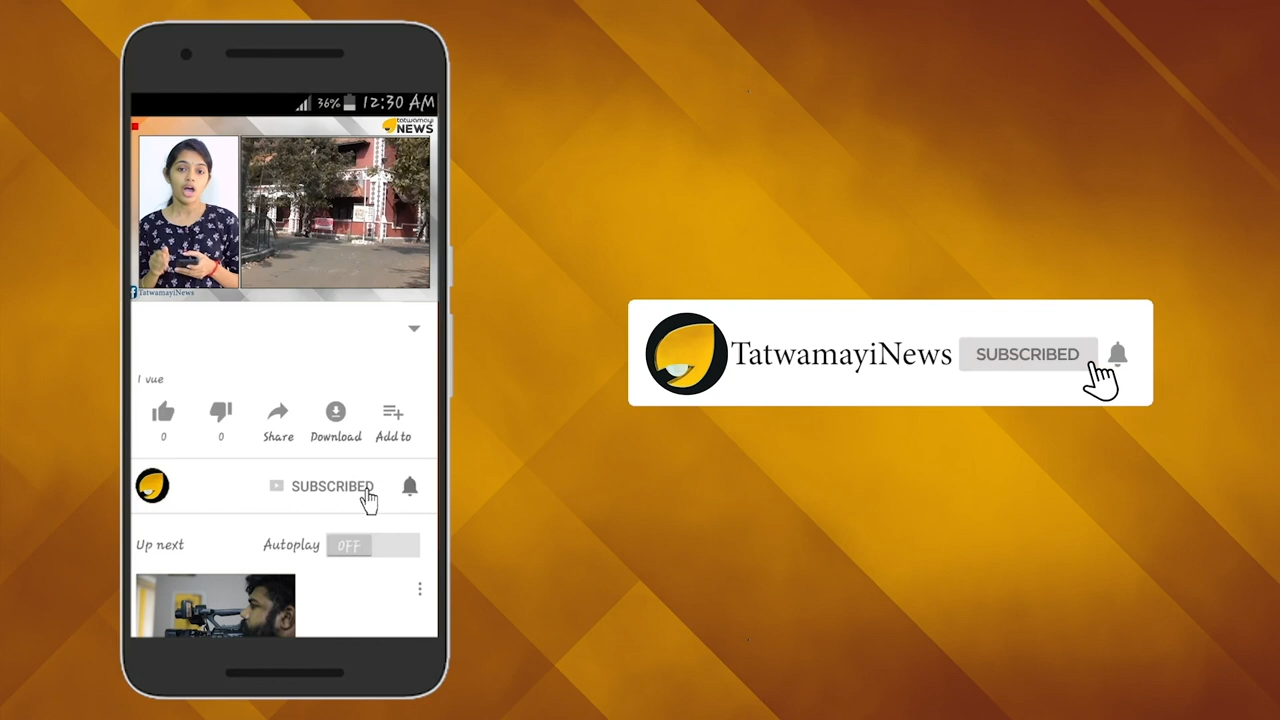 36% 12:30 AM
tatwamayi
NEWS
TatwamayiNews
1 vue
0
0
Share
Download
Add to
SUBSCRIBED
Up next
Autoplay
OFF
TatwamayiNews
SUBSCRIBED